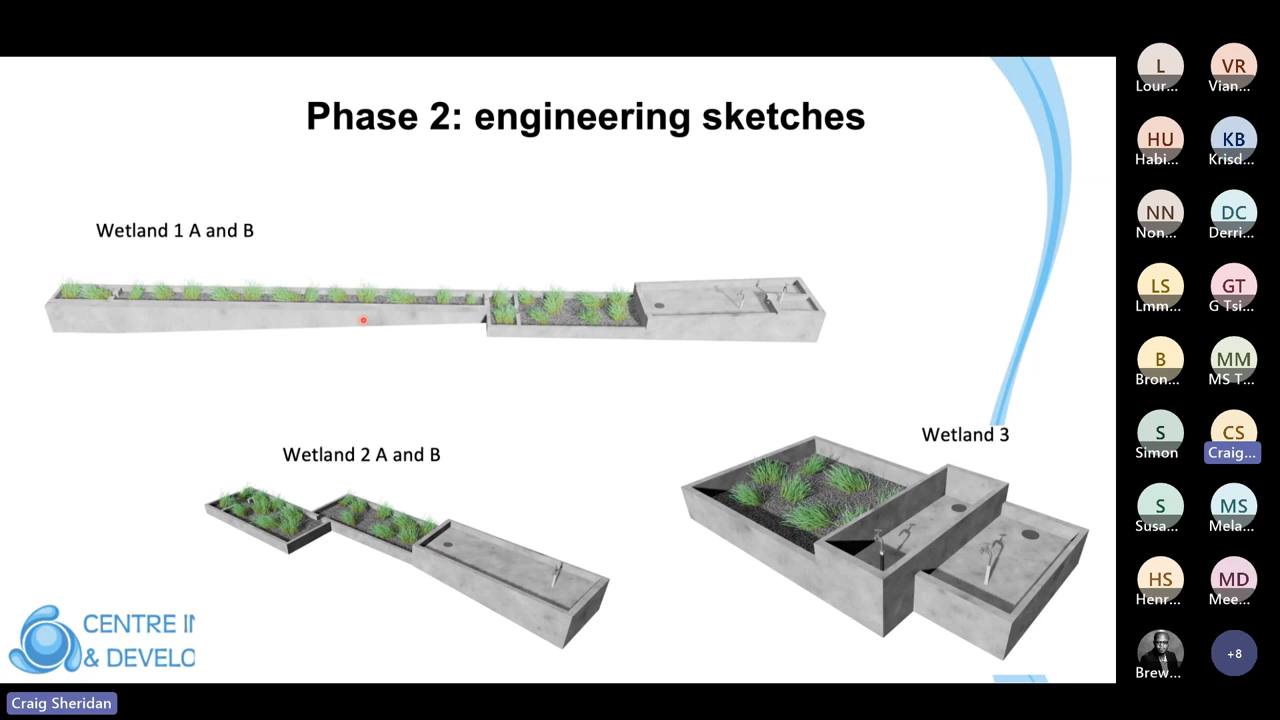 Phase 2: engineering sketches
Wetland 1 A and B
Wetland 2 A and B
Wetland 3
CENTRE I
& DEVELO
Craig Sheridan
L
Lour...
VR
Vian...
HU
Habi...
KB
Krisd...
NN
Non...
DC
Derri...
LS
Lmm...
GT
G Tsi...
B
Bron...
MM
MS T...
S
Simon
CS
Craig...
S
Susa...
MS
Mela...
HS
Henr...
MD
Mee...
Brew...
+8